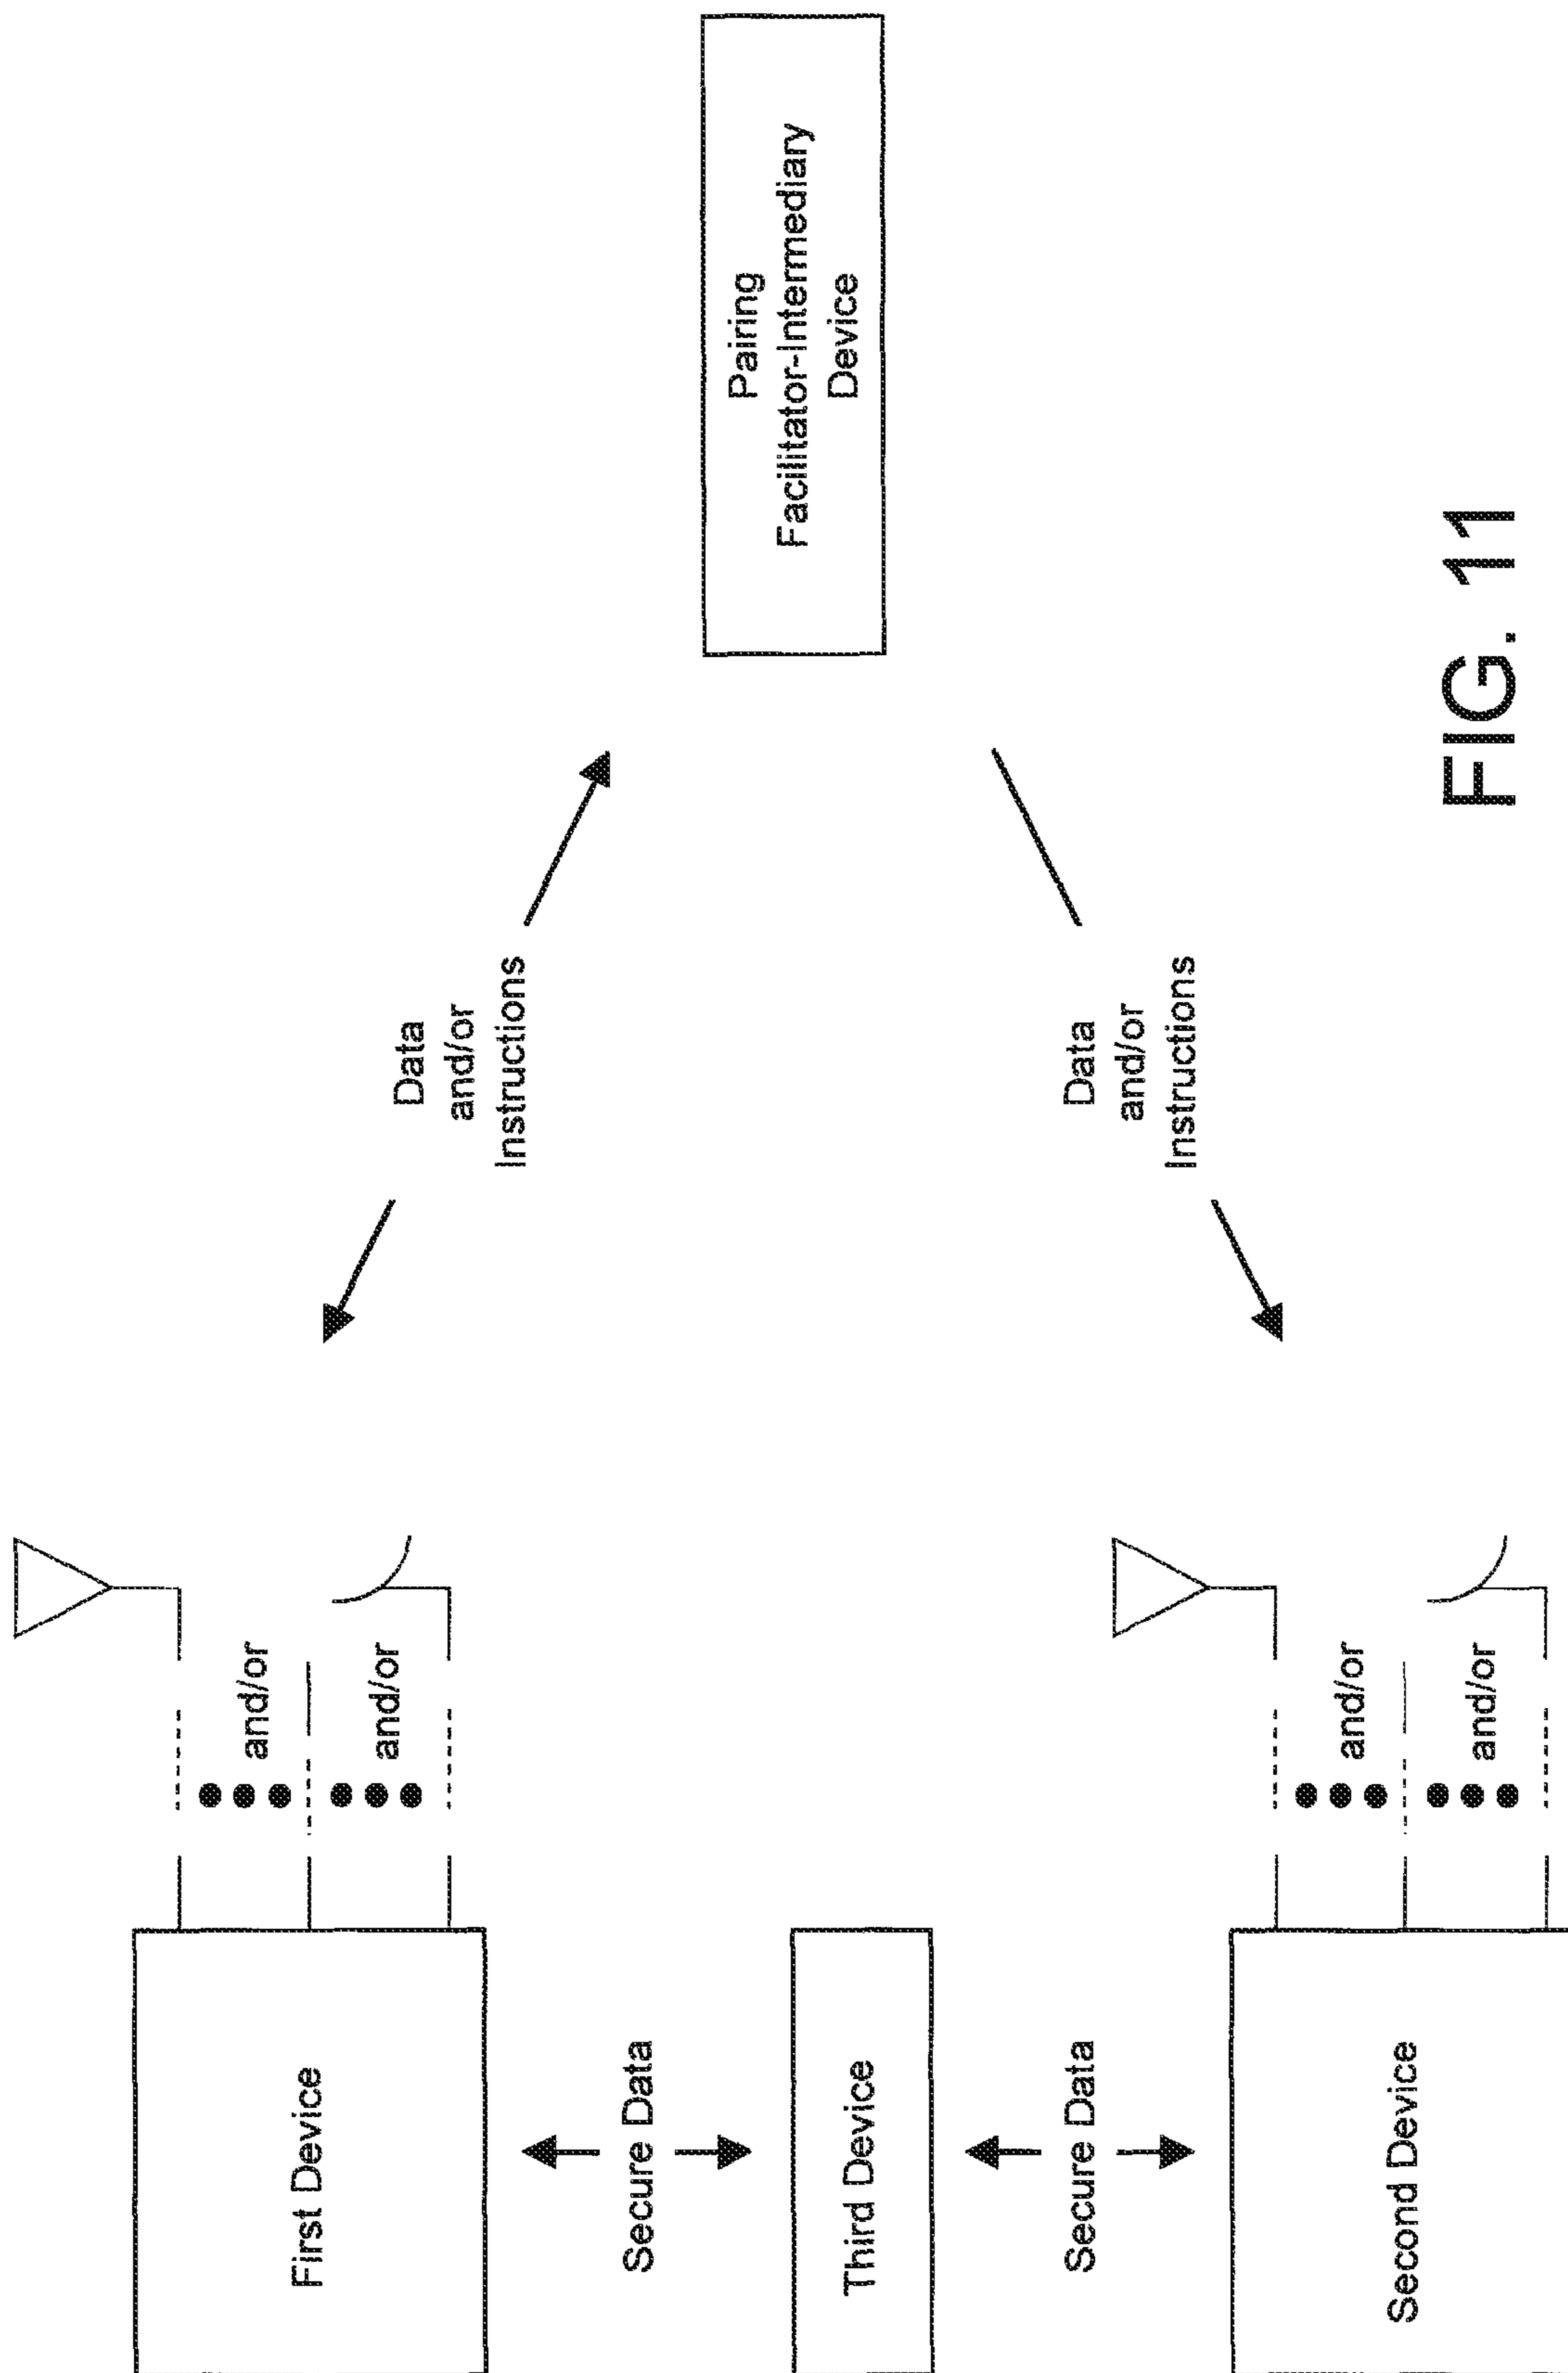 First Device
and/or
and/or
Secure Data
Third Device
Secure Data
Second Device
and/or
and/or
Data
and/or
Instructions
Data
and/or
Instructions
Pairing
Facilitator-Intermediary
Device
FIG. 11